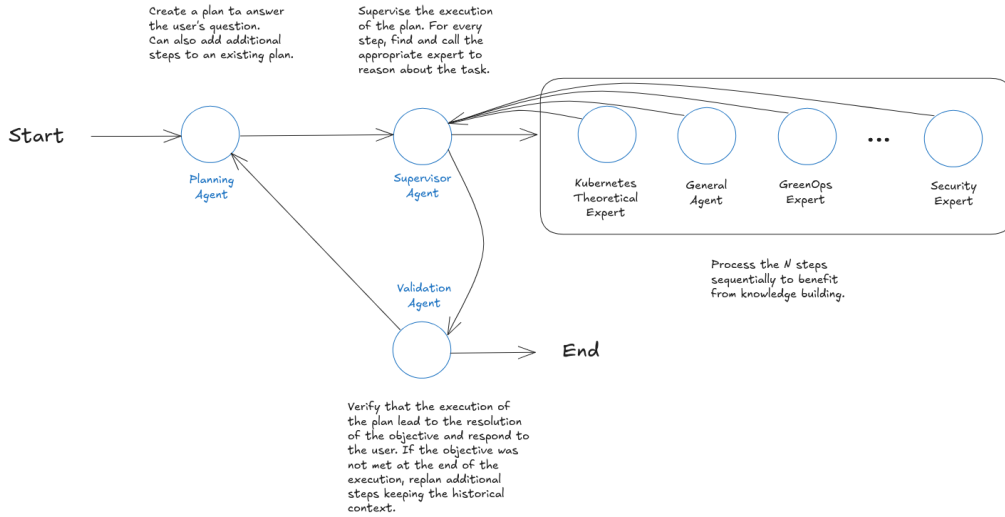 Create a plan ta answer
the user's question.
Can also add additional
steps to an existing plan.
Supervise the execution
of the plan. For every
step, find and call the
appropriate expert to
reason about the task.
Start
Planning
Agent
Supervisor
Agent
Kubernetes
Theoretical
Expert
General
Agent
GreenOps
Expert
...
Security
Expert
Process the N steps
sequentially to benefit
from knowledge building.
Validation
Agent
End
Verify that the execution of
the plan lead to the resolution
of the objective and respond to
the user. If the objective was
not met at the end of the
execution, replan additional
steps keeping the historical
context.